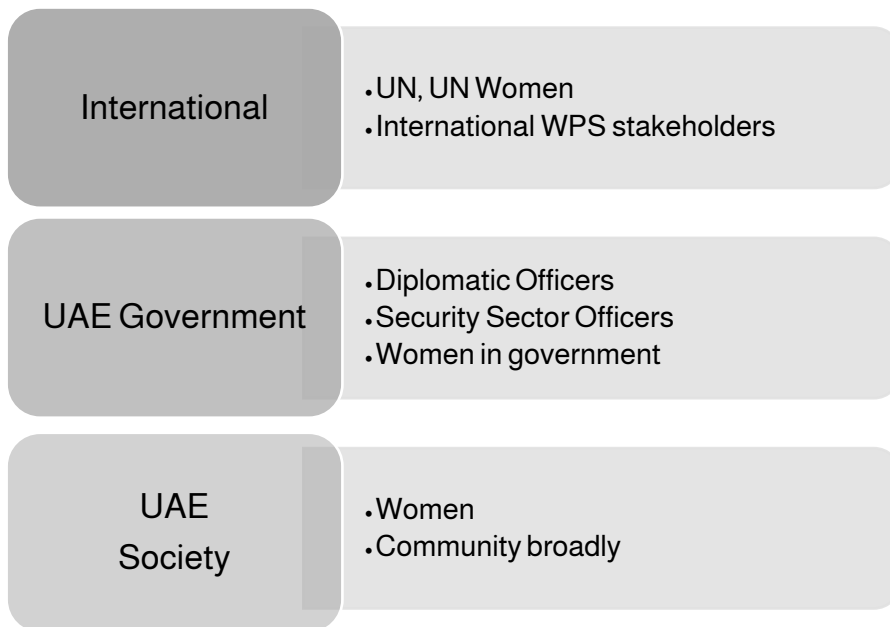 International
•UN, UN Women
•International WPS stakeholders
UAE Government
•Diplomatic Officers
•Security Sector Officers
•Women in government
UAE
Society
•Women
•Community broadly